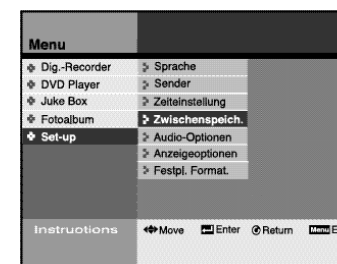 Menu
Dig.-Recorder
DVD Player
Juke Box
Fotoalbum
Set-up
Sprache
Sender
Zeiteinstellung
Zwischenspeich.
Audio-Optionen
Anzeigeoptionen
Festpl. Format.
Instructions Move Enter Return Menu E